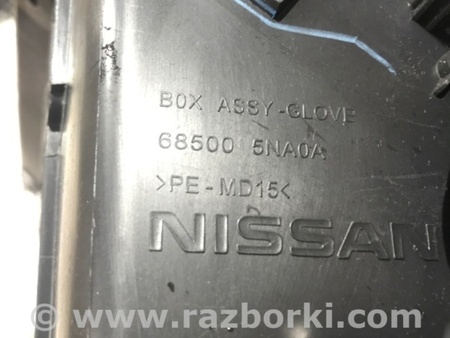 BOX ASSY-GLOVE
68500 5NA0A
>PE-MD15<
NISSAN
© www.razborki.com